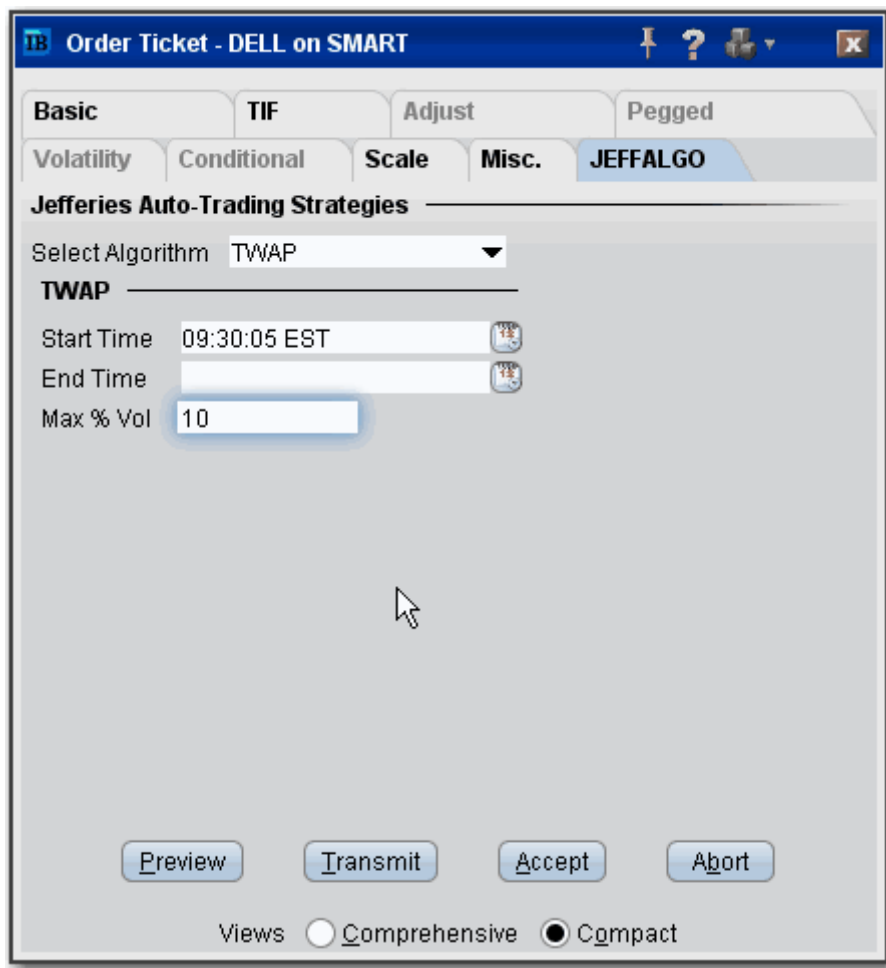 TB Order Ticket - DELL on SMART ? x
Basic TIF Adjust Pegged
Volatility Conditional Scale Misc. JEFFALGO
Jefferies Auto-Trading Strategies
Select Algorithm TWAP
TWAP
Start Time 09:30:05 EST
End Time
Max % Vol 10
Preview Transmit Accept Abort
Views Comprehensive Compact